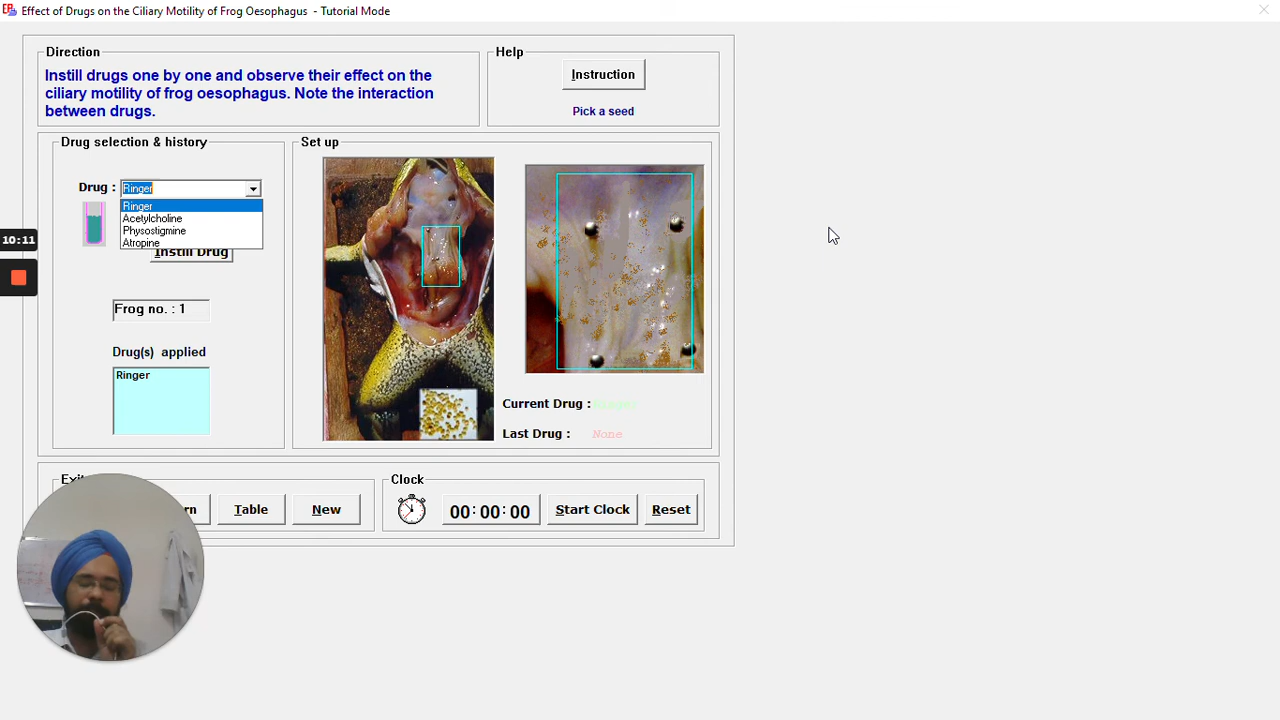 Effect of Drugs on the Ciliary Motility of Frog Oesophagus - Tutorial Mode
Direction
Instill drugs one by one and observe their effect on the
ciliary motility of frog oesophagus. Note the interaction
between drugs.
Help
Instruction
Pick a seed
Drug selection & history
Drug :
Ringer
Ringer
Acetylcholine
Physostigmine
Atropine
Instill Drug
Frog no. : 1
Drug(s) applied
Ringer
Set up
Current Drug :
Last Drug : None
10:11
Table
New
Clock
00:00:00
Start Clock
Reset